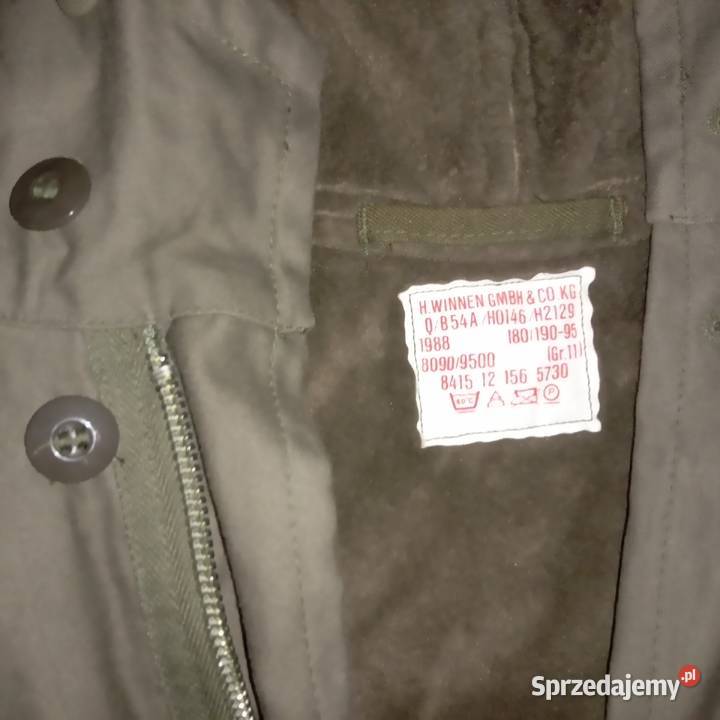 H. WINNEN GMBH & CO. KG
Q/B54A/H0146/H2129
1988 180/190-95
8090/9500 (Gr.11)
8415 12 156 5730
60°C A P
Sprzedajemy.pl